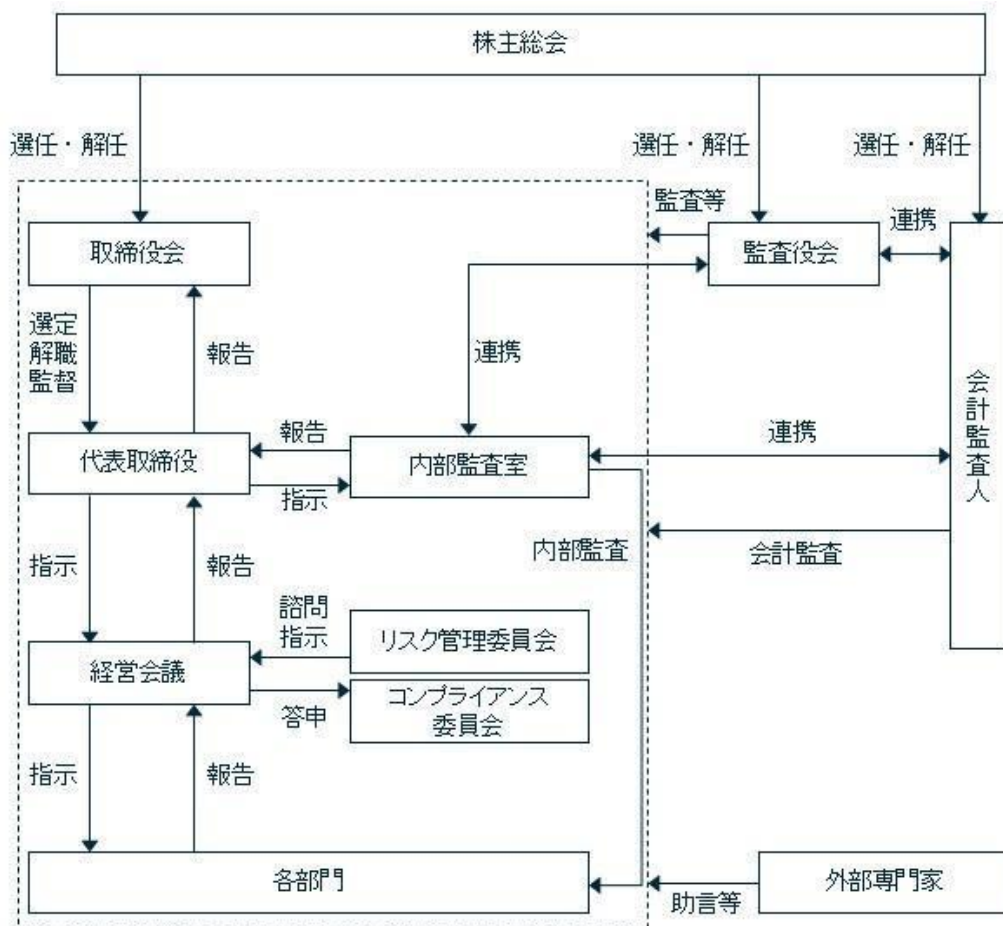 株主総会
選任・解任
選任・解任
選任・解任
監査等
連携
取締役会
監査役会
選定
解職
監督
報告
連携
会計監査人
報告
連携
代表取締役
内部監査室
指示
内部監査
会計監査
指示
報告
諮問
指示
リスク管理委員会
経営会議
答申
コンプライアンス
委員会
指示
報告
各部門
外部専門家
助言等